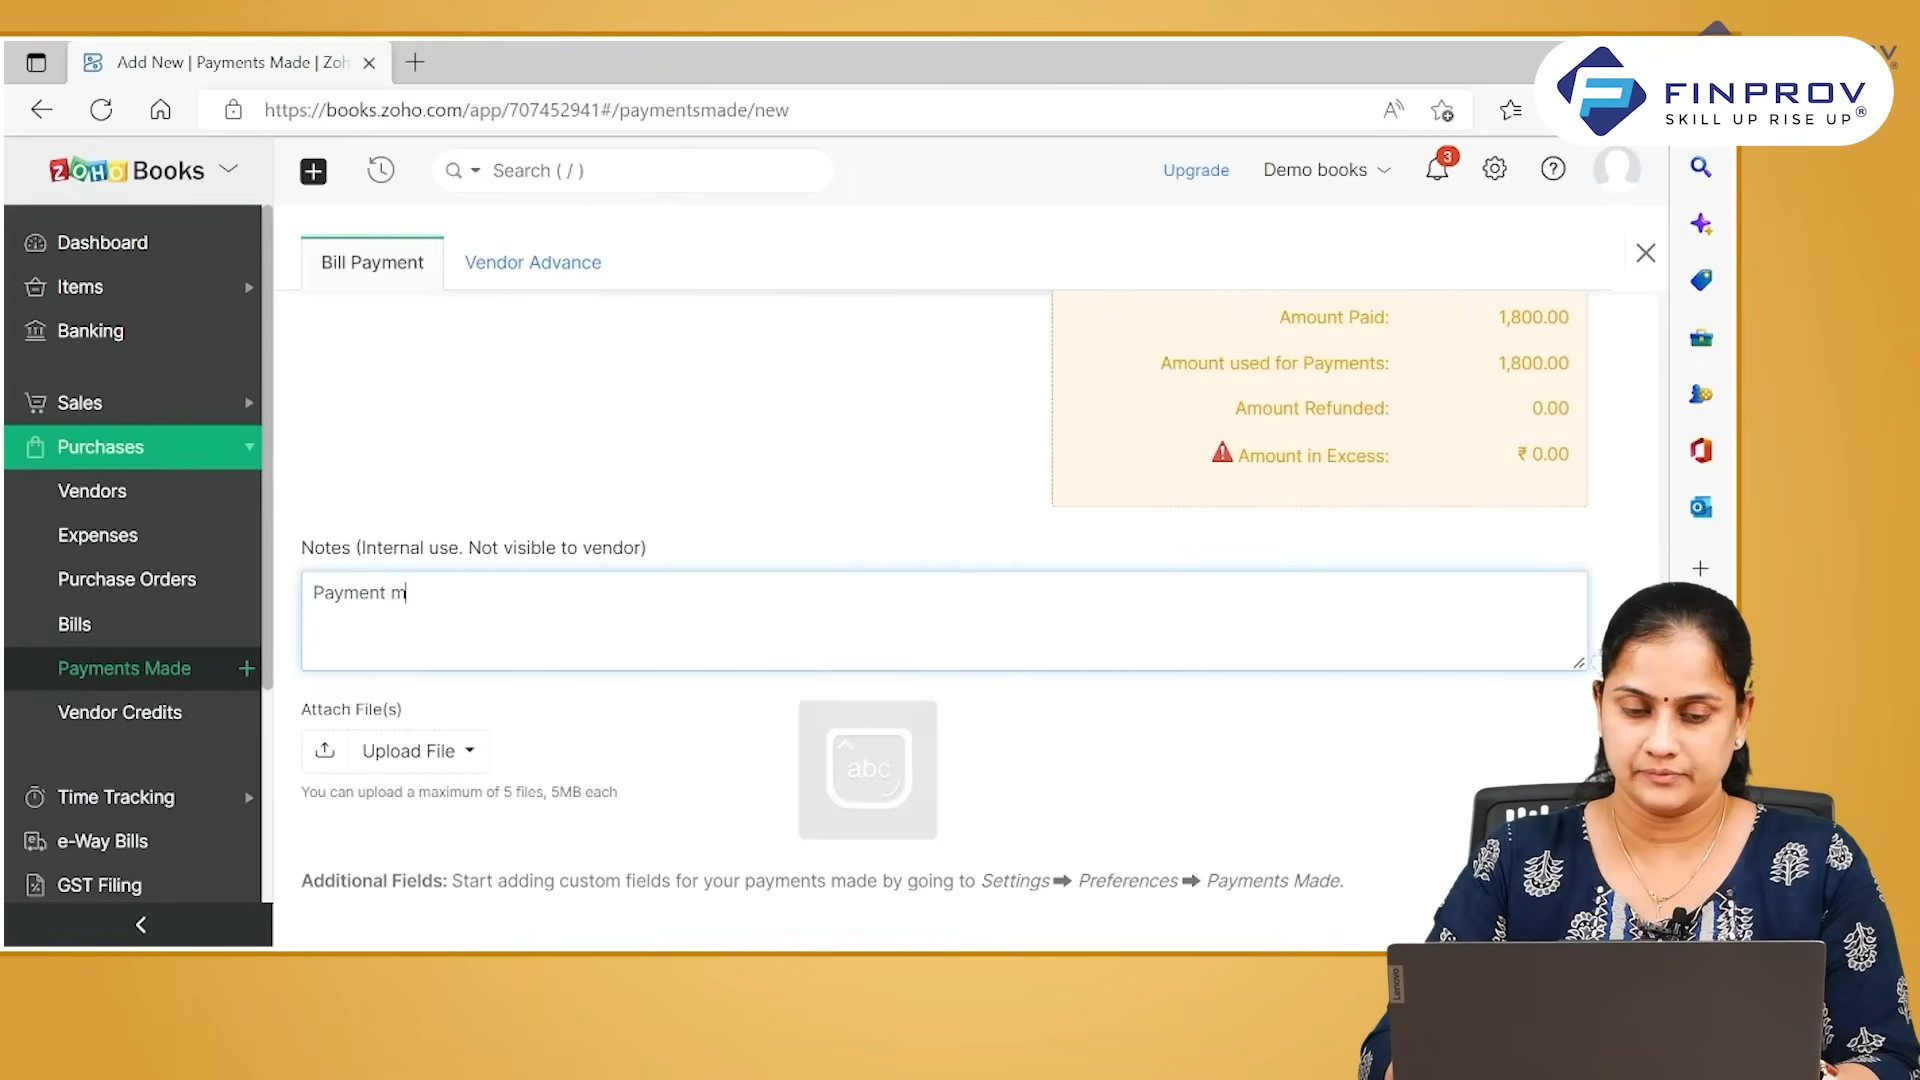 Add New | Payments Made | Zoh
https://books.zoho.com/app/707452941#/paymentsmade/new
FINPROV®
SKILL UP RISE UP
ZOHO Books
Search ( / )
Upgrade
Demo books
3
Dashboard
Items
Banking
Sales
Purchases
Vendors
Expenses
Purchase Orders
Bills
Payments Made
Vendor Credits
Time Tracking
e-Way Bills
GST Filing
Bill Payment
Vendor Advance
Amount Paid: 1,800.00
Amount used for Payments: 1,800.00
Amount Refunded: 0.00
Amount in Excess: ₹ 0.00
Notes (Internal use. Not visible to vendor)
Payment m
Attach File(s)
Upload File
You can upload a maximum of 5 files, 5MB each
abc
Additional Fields: Start adding custom fields for your payments made by going to Settings➡ Preferences ➡ Payments Made.
Lenovo